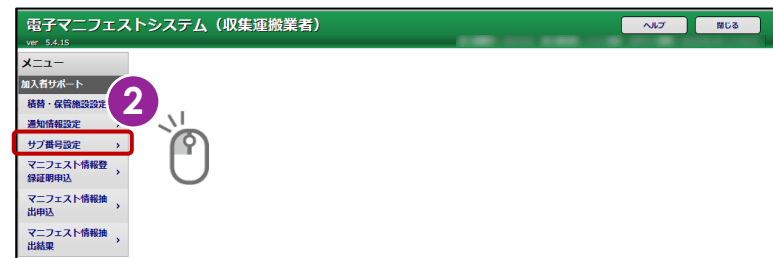 電子マニフェストシステム（収集運搬業者）
ver 5.4.15
ヘルプ
閉じる
メニュー
加入者サポート
積替・保管施設設定
通知情報設定
サブ番号設定
マニフェスト情報登
録証明申込
マニフェスト情報抽
出申込
マニフェスト情報抽
出結果
2